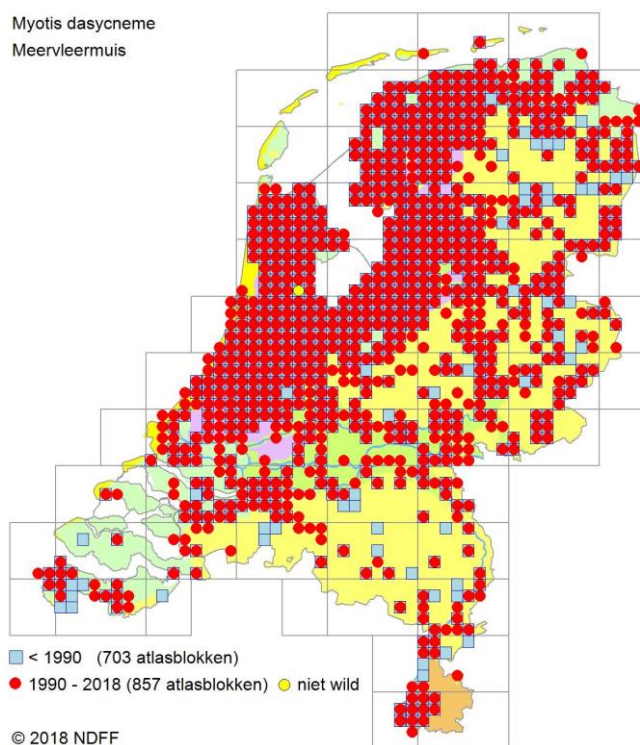 Myotis dasycneme
Meervleermuis
< 1990 (703 atlasblokken)
1990 - 2018 (857 atlasblokken) niet wild
© 2018 NDFF